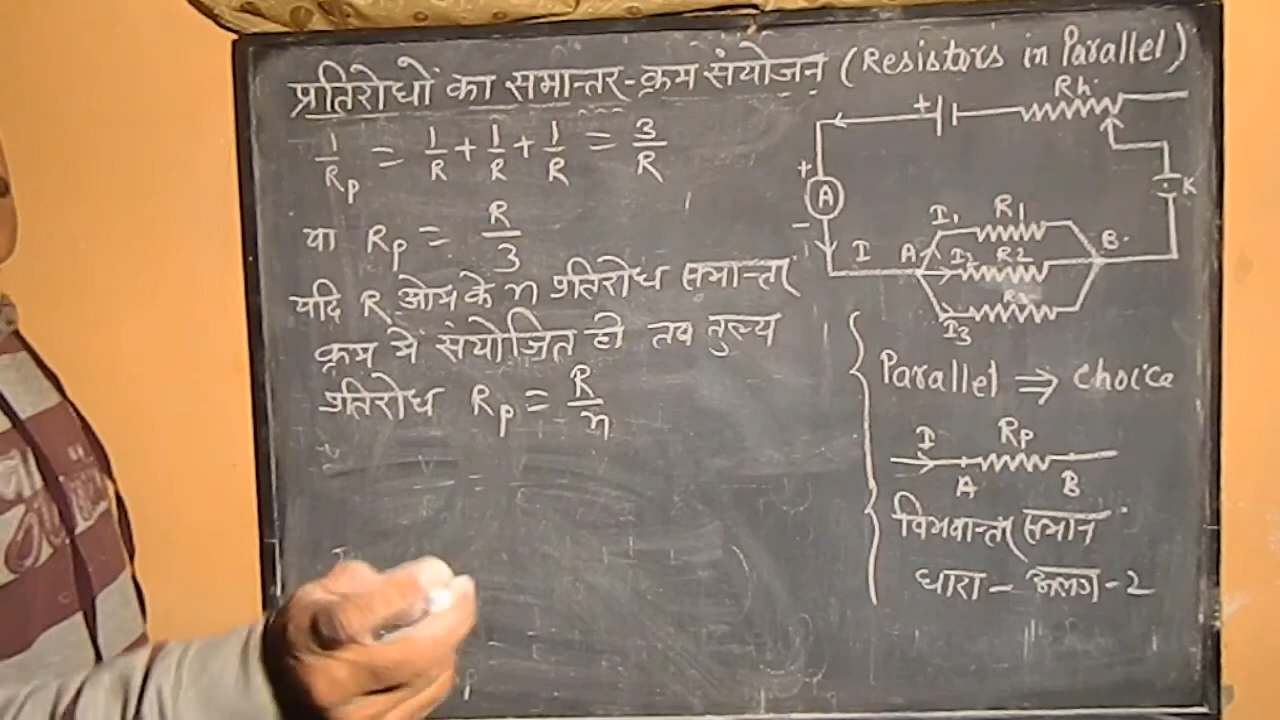 प्रतिरोधों का समान्तर-क्रम संयोजन (Resistors in Parallel)
1/Rp = 1/R + 1/R + 1/R = 3/R
या Rp = R/3
यदि R ओम के n प्रतिरोध समान्तर
क्रम में संयोजित हो तब तुल्य
प्रतिरोध Rp = R/n
+ Rh
+ A - K
I A I1 R1 B
I2 R2
I3 R3
Parallel ⇒ choice
I Rp
A B
विभवान्तर समान
धारा - अलग-2